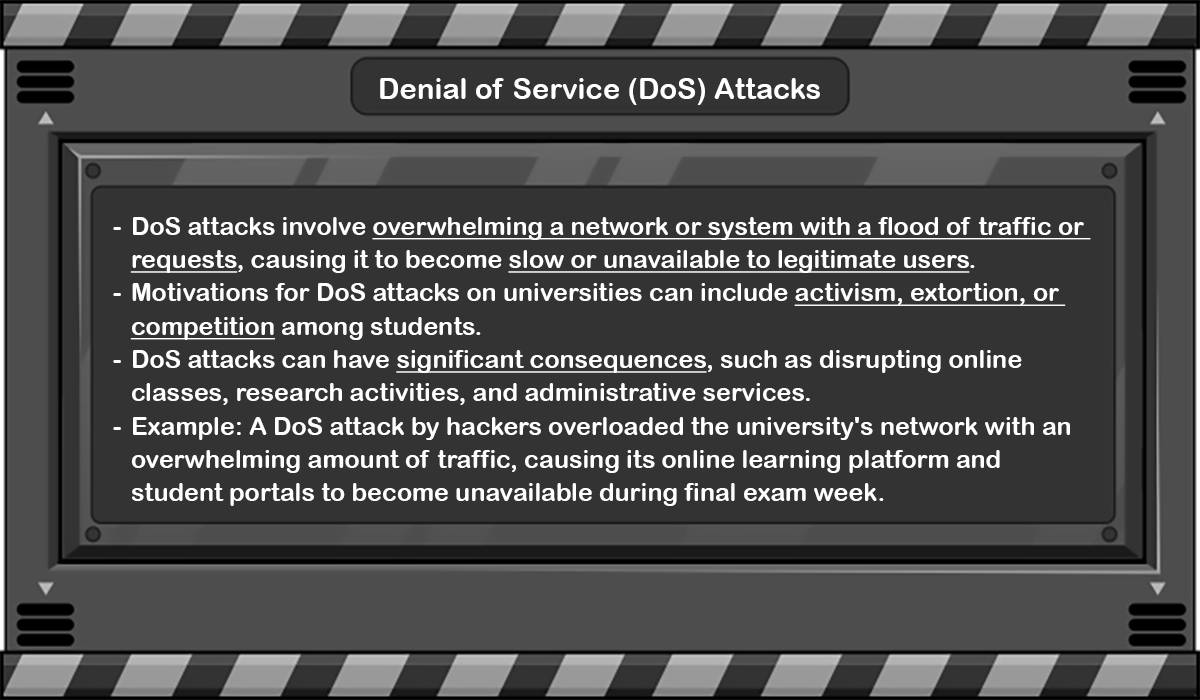 Denial of Service (DoS) Attacks
- DoS attacks involve overwhelming a network or system with a flood of traffic or
requests, causing it to become slow or unavailable to legitimate users.
- Motivations for DoS attacks on universities can include activism, extortion, or
competition among students.
- DoS attacks can have significant consequences, such as disrupting online
classes, research activities, and administrative services.
- Example: A DoS attack by hackers overloaded the university's network with an
overwhelming amount of traffic, causing its online learning platform and
student portals to become unavailable during final exam week.